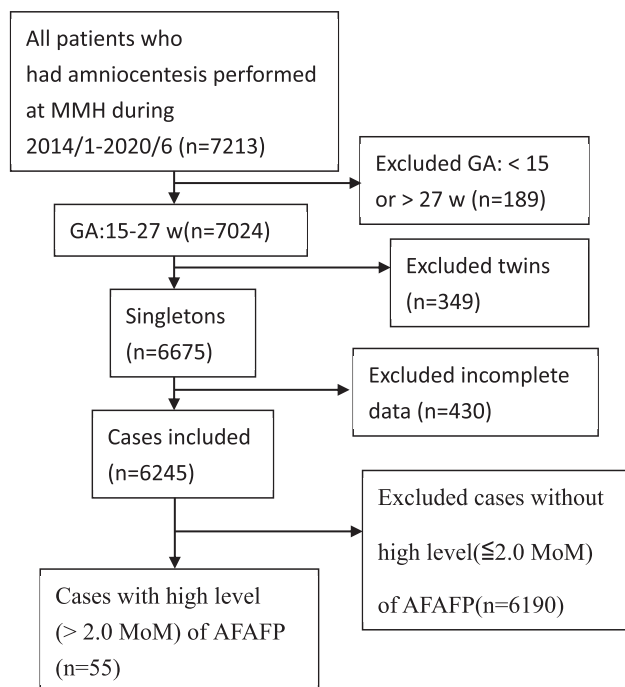 All patients who
had amniocentesis performed
at MMH during
2014/1-2020/6 (n=7213)
Excluded GA: < 15
or > 27 w (n=189)
GA:15-27 w(n=7024)
Excluded twins
(n=349)
Singletons
(n=6675)
Excluded incomplete
data (n=430)
Cases included
(n=6245)
Excluded cases without
high level(≦2.0 MoM)
of AFAFP(n=6190)
Cases with high level
(> 2.0 MoM) of AFAFP
(n=55)